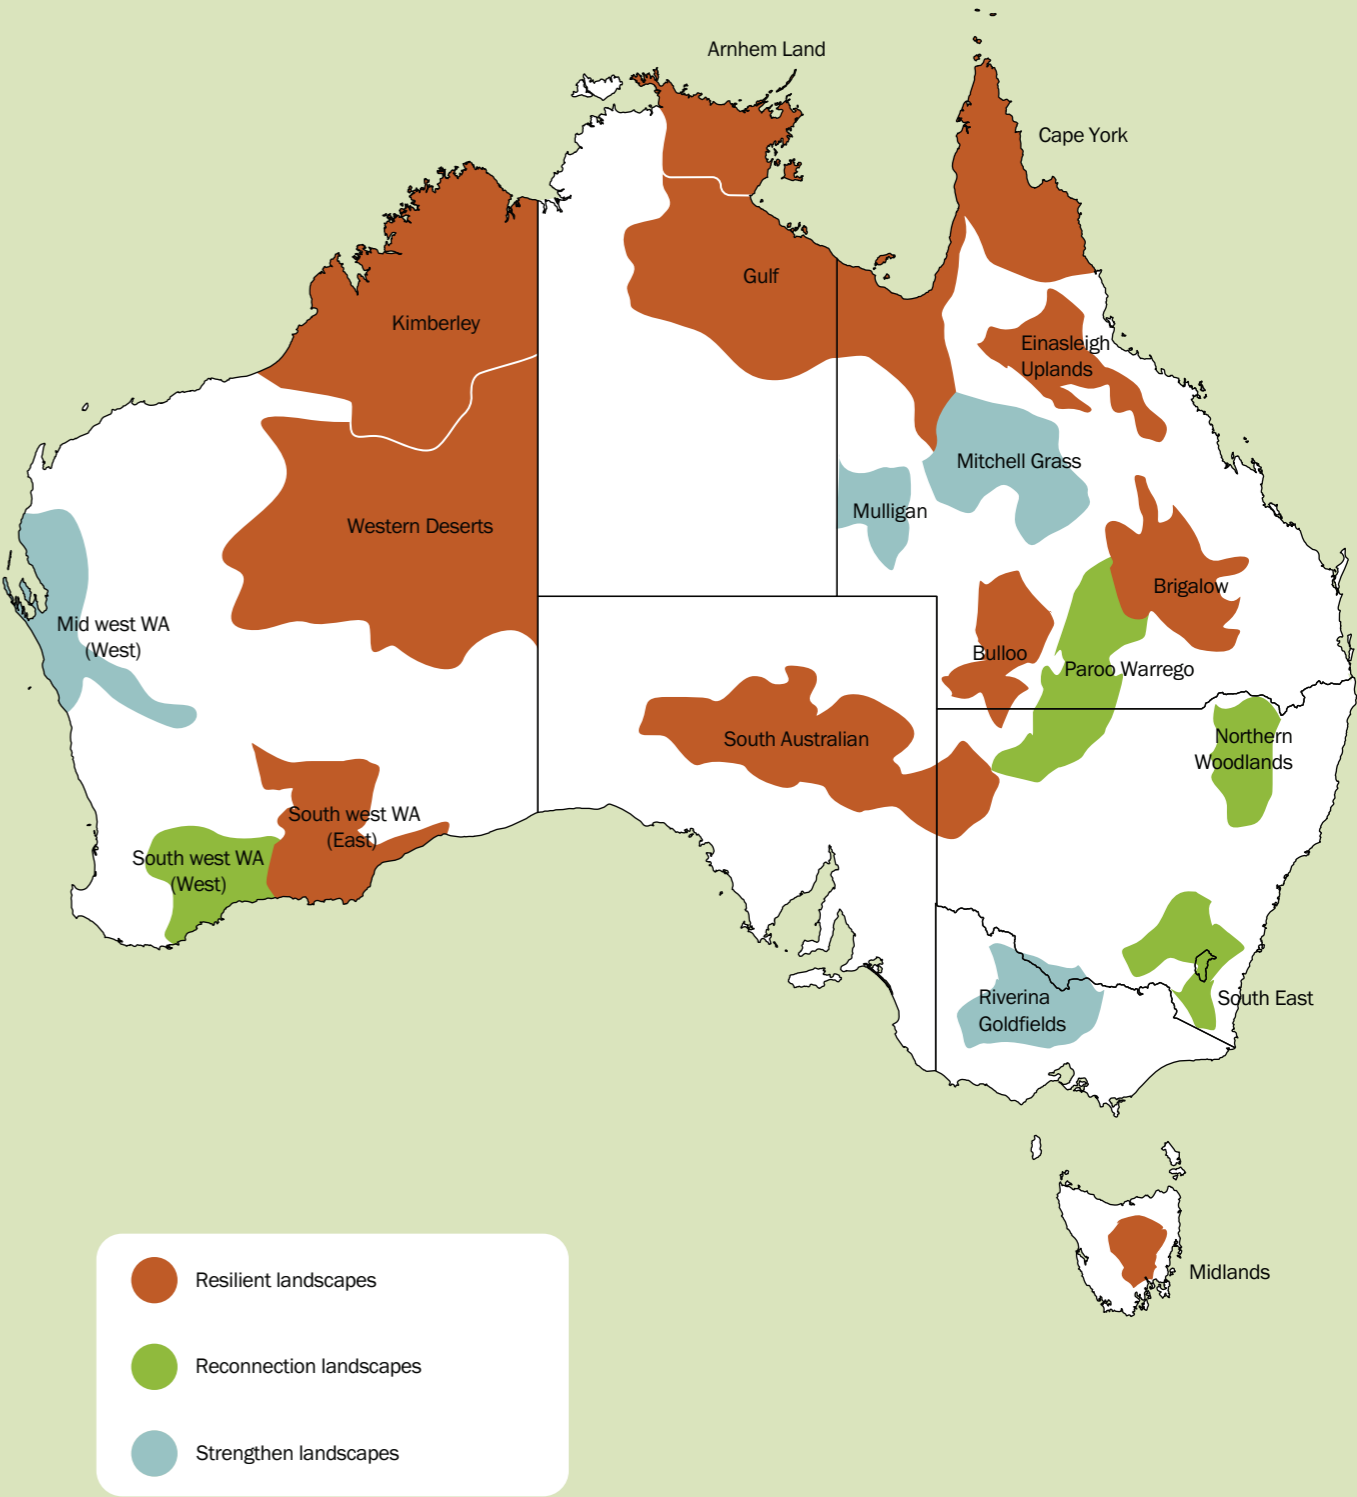 Arnhem Land
Cape York
Gulf
Kimberley
Einasleigh
Uplands
Mitchell Grass
Mulligan
Western Deserts
Brigalow
Mid west WA
(West)
Bulloo
Paroo Warrego
South Australian
Northern
Woodlands
South west WA
(East)
South west WA
(West)
Riverina
Goldfields
South East
Midlands
Resilient landscapes
Reconnection landscapes
Strengthen landscapes